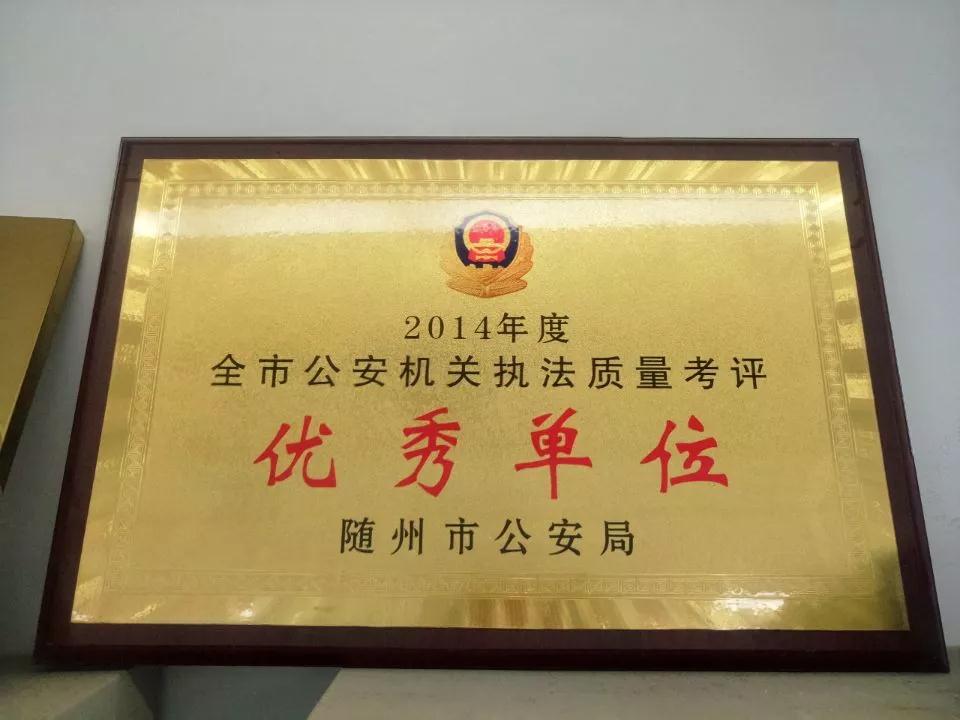 2014年度
全市公安机关执法质量考评
优秀单位
随州市公安局